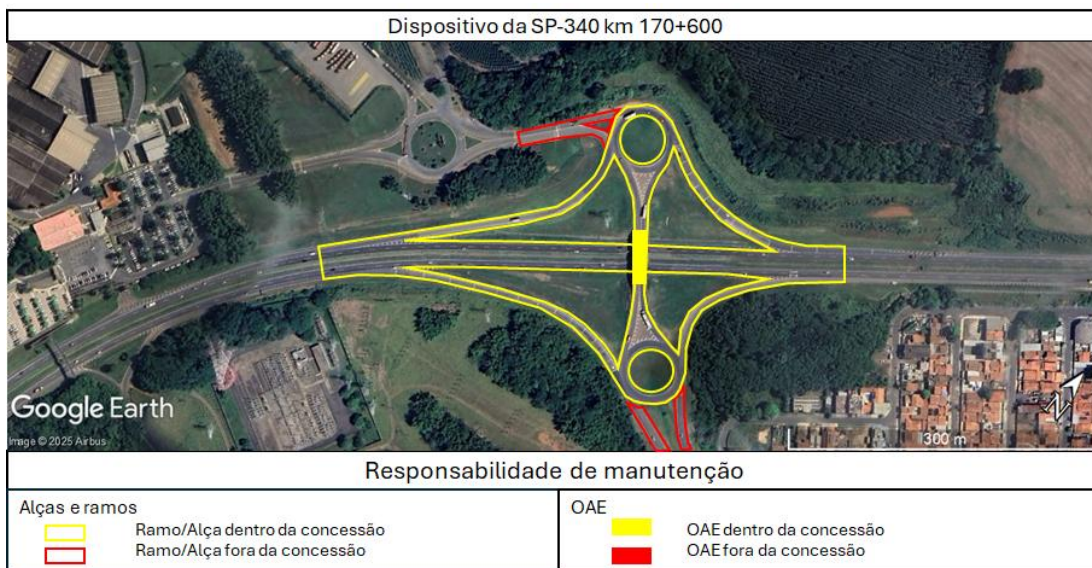 Dispositivo da SP-340 km 170+600
Google Earth
Image © 2025 Airbus
N
300 m
Responsabilidade de manutenção
Alças e ramos
Ramo/Alça dentro da concessão
Ramo/Alça fora da concessão
OAE
OAE dentro da concessão
OAE fora da concessão